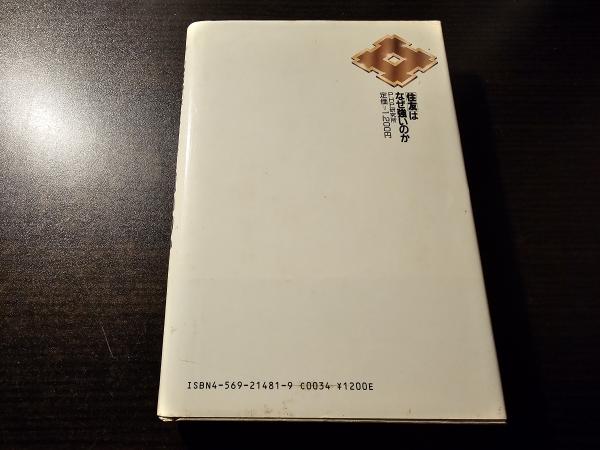 住友は
なぜ強いのか
PHP研究所
定価=1,200円
ISBN4-569-21481-9 C0034 ¥1200E